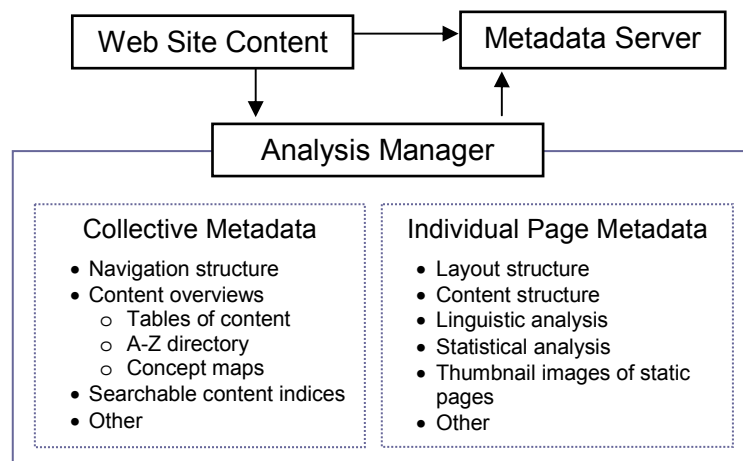 Web Site Content
Metadata Server
Analysis Manager
Collective Metadata
• Navigation structure
• Content overviews
o Tables of content
o A-Z directory
o Concept maps
• Searchable content indices
• Other
Individual Page Metadata
• Layout structure
• Content structure
• Linguistic analysis
• Statistical analysis
• Thumbnail images of static
pages
• Other